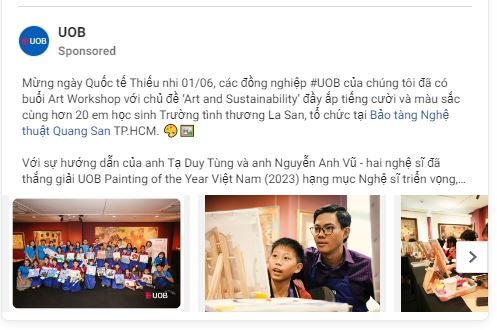 UOB
UOB
Sponsored
Mừng ngày Quốc tế Thiếu nhi 01/06, các đồng nghiệp #UOB của chúng tôi đã có
buổi Art Workshop với chủ đề ‘Art and Sustainability’ đầy ắp tiếng cười và màu sắc
cùng hơn 20 em học sinh Trường tình thương La San, tổ chức tại Bảo tàng Nghệ
thuật Quang San TP.HCM. 🎨🖼️
Với sự hướng dẫn của anh Tạ Duy Tùng và anh Nguyễn Anh Vũ - hai nghệ sĩ đã
thắng giải UOB Painting of the Year Việt Nam (2023) hạng mục Nghệ sĩ triển vọng,...
UOB